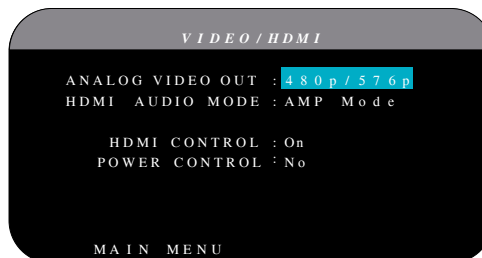 VIDEO/HDMI
ANALOG VIDEO OUT : 480p/576p
HDMI AUDIO MODE : AMP Mode
HDMI CONTROL : On
POWER CONTROL : No
MAIN MENU